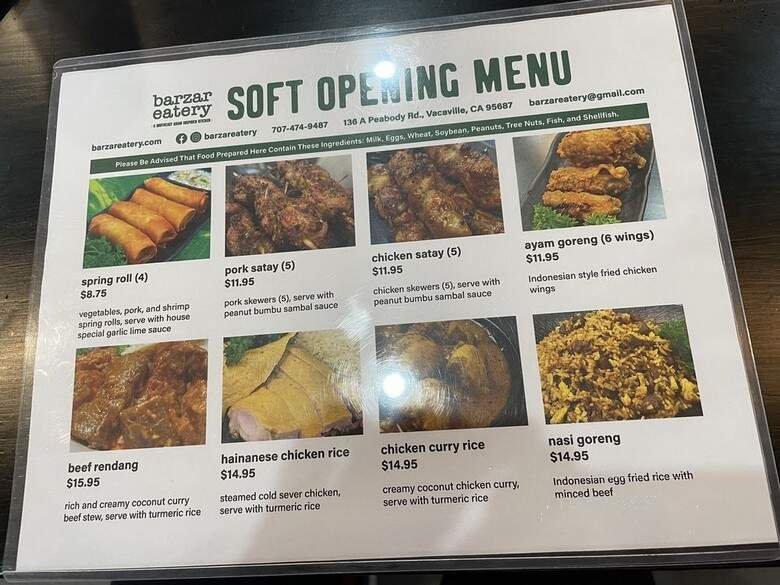 barzar
eatery
A SOUTHEAST ASIAN INSPIRED KITCHEN
SOFT OPENING MENU
barzareatery.com barzareatery 707-474-9487 136 A Peabody Rd., Vacaville, CA 95687 barzareatery@gmail.com
Please Be Advised That Food Prepared Here Contain These Ingredients: Milk, Eggs, Wheat, Soybean, Peanuts, Tree Nuts, Fish, and Shellfish.
spring roll (4)
$8.75
vegetables, pork, and shrimp
spring rolls, serve with house
special garlic lime sauce
pork satay (5)
$11.95
pork skewers (5), serve with
peanut bumbu sambal sauce
chicken satay (5)
$11.95
chicken skewers (5), serve with
peanut bumbu sambal sauce
ayam goreng (6 wings)
$11.95
Indonesian style fried chicken
wings
beef rendang
$15.95
rich and creamy coconut curry
beef stew, serve with turmeric rice
hainanese chicken rice
$14.95
steamed cold sever chicken,
serve with turmeric rice
chicken curry rice
$14.95
creamy coconut chicken curry,
serve with turmeric rice
nasi goreng
$14.95
Indonesian egg fried rice with
minced beef